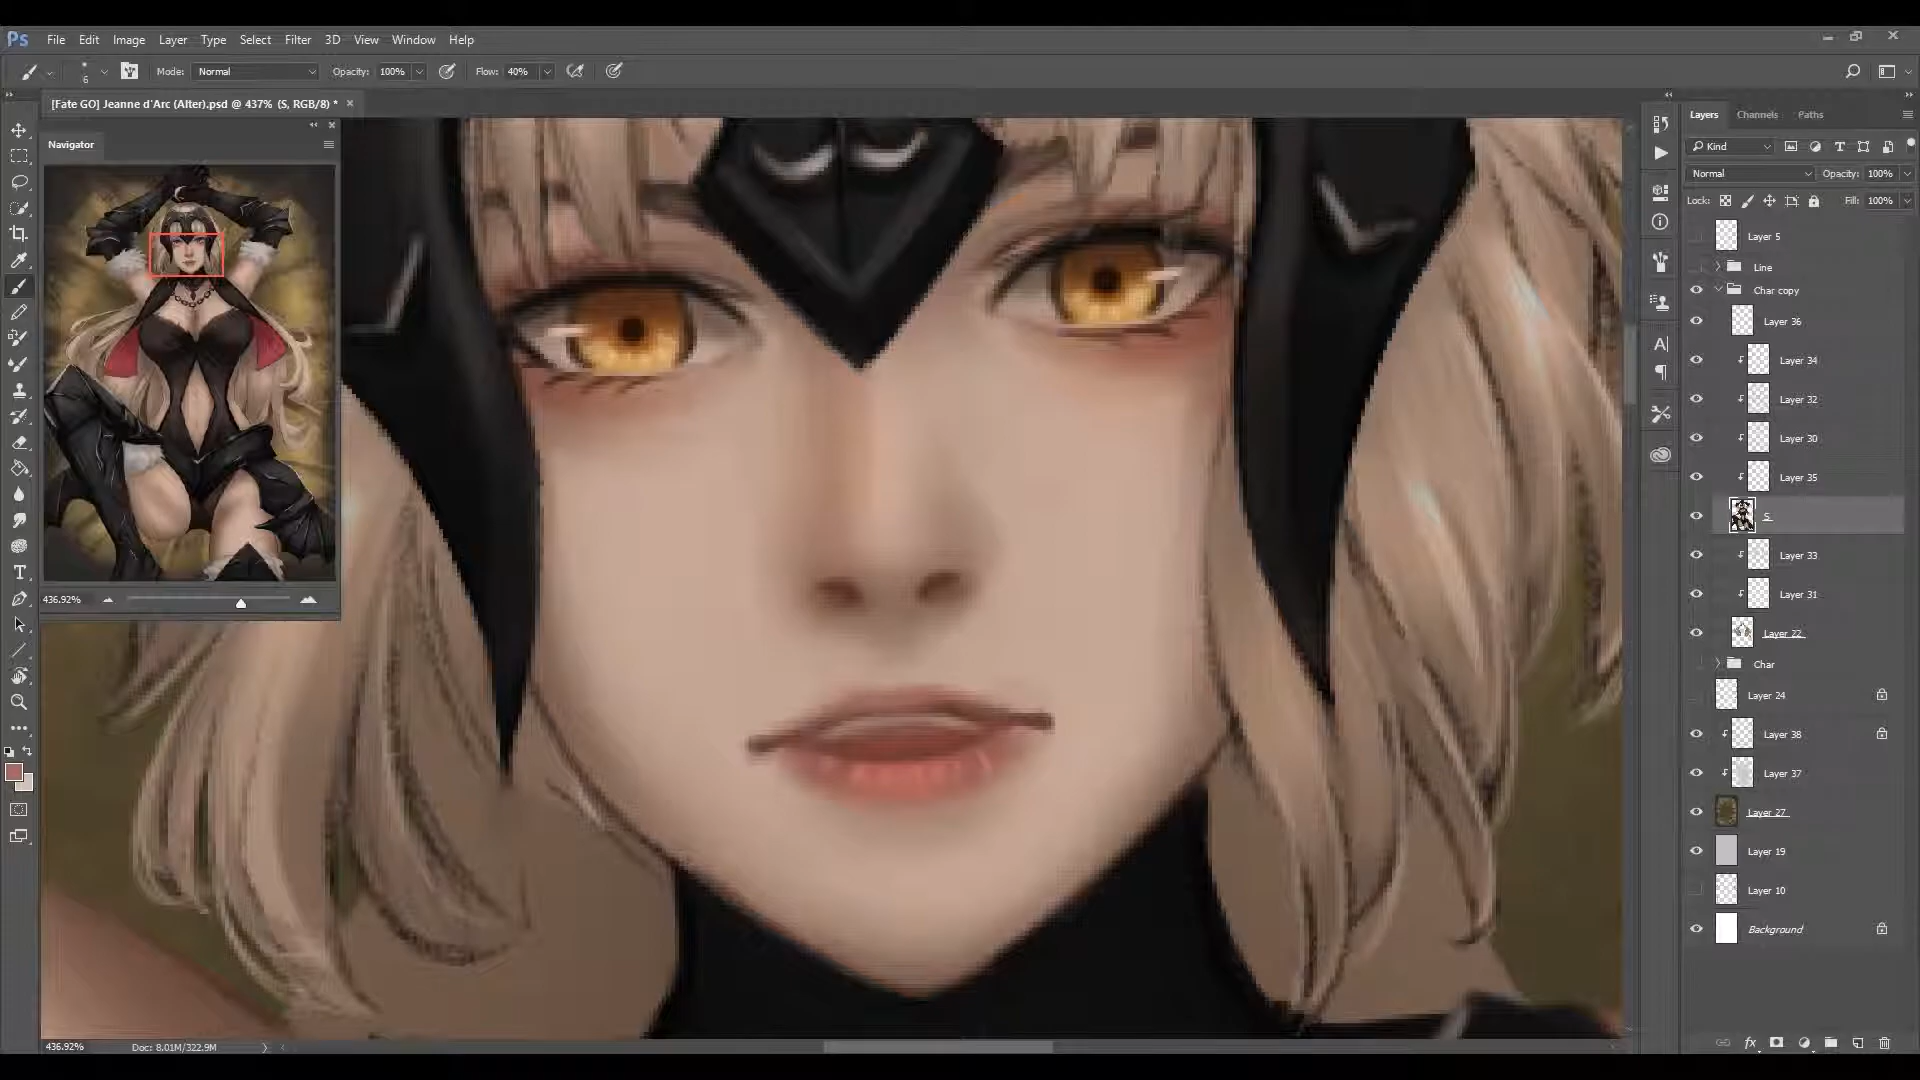 Ps File Edit Image Layer Type Select Filter 3D View Window Help
6 Mode: Normal Opacity: 100% Flow: 40%
[Fate GO] Jeanne d'Arc (Alter).psd @ 437% (S, RGB/8) * ×
Navigator
436.92%
Layers Channels Paths
Kind
Normal Opacity: 100%
Lock: Fill: 100%
Layer 5
Line
Char copy
Layer 36
Layer 34
Layer 32
Layer 30
Layer 35
S
Layer 33
Layer 31
Layer 22
Char
Layer 24
Layer 38
Layer 37
Layer 27
Layer 19
Layer 10
Background
436.92% Doc: 8.01M/322.9M